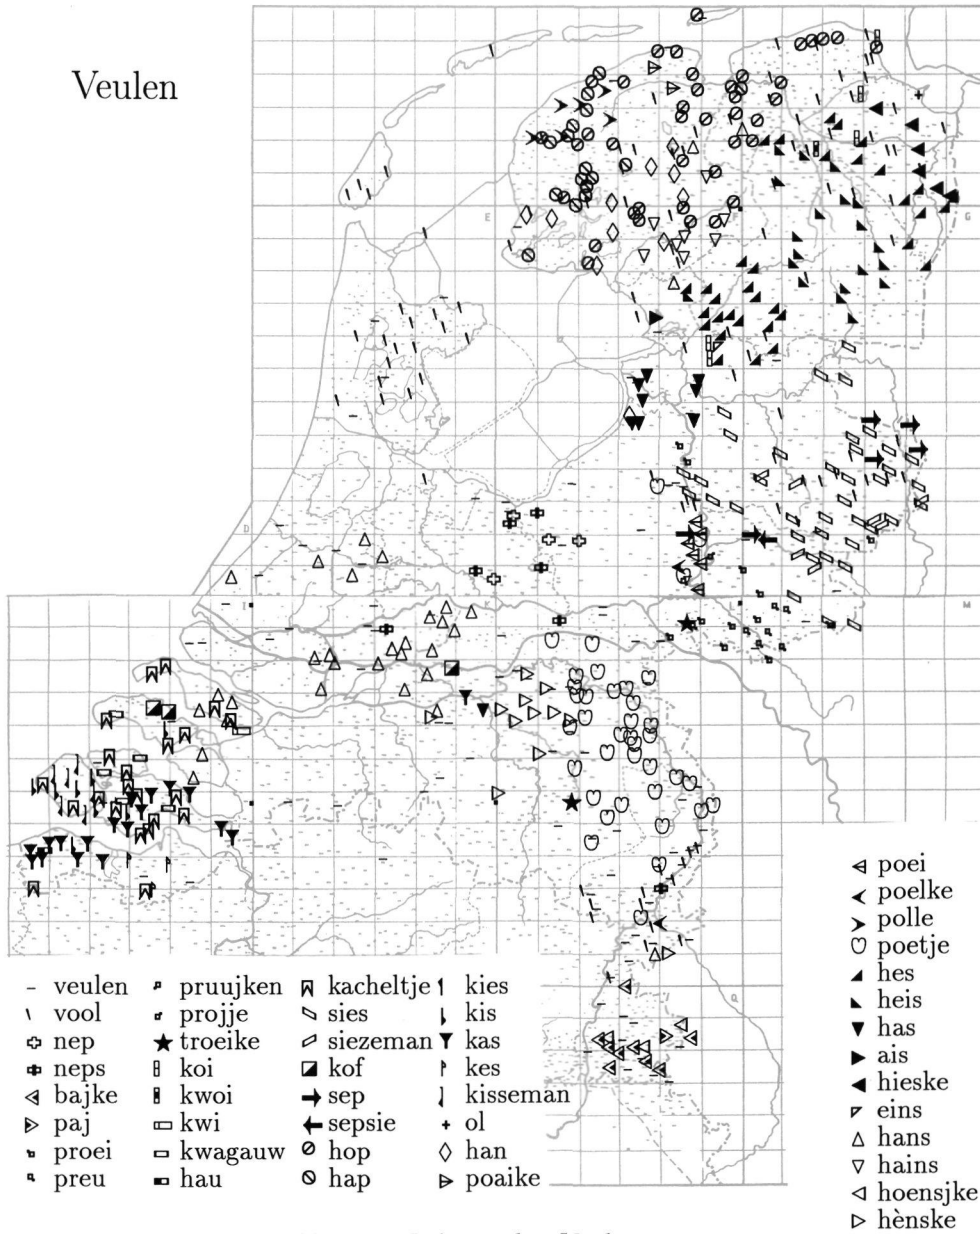 Veulen
E
F
G
D
I
L
M
Q
veulen
vool
nep
neps
bajke
paj
proei
preu
pruujken
projje
troeike
koi
kwoi
kwi
kwagauw
hau
kacheltje
sies
siezeman
kof
sep
sepsie
hop
hap
kies
kis
kas
kes
kisseman
ol
han
poaike
poei
poelke
polle
poetje
hes
heis
has
ais
hieske
eins
hans
hains
hoensjke
hènske